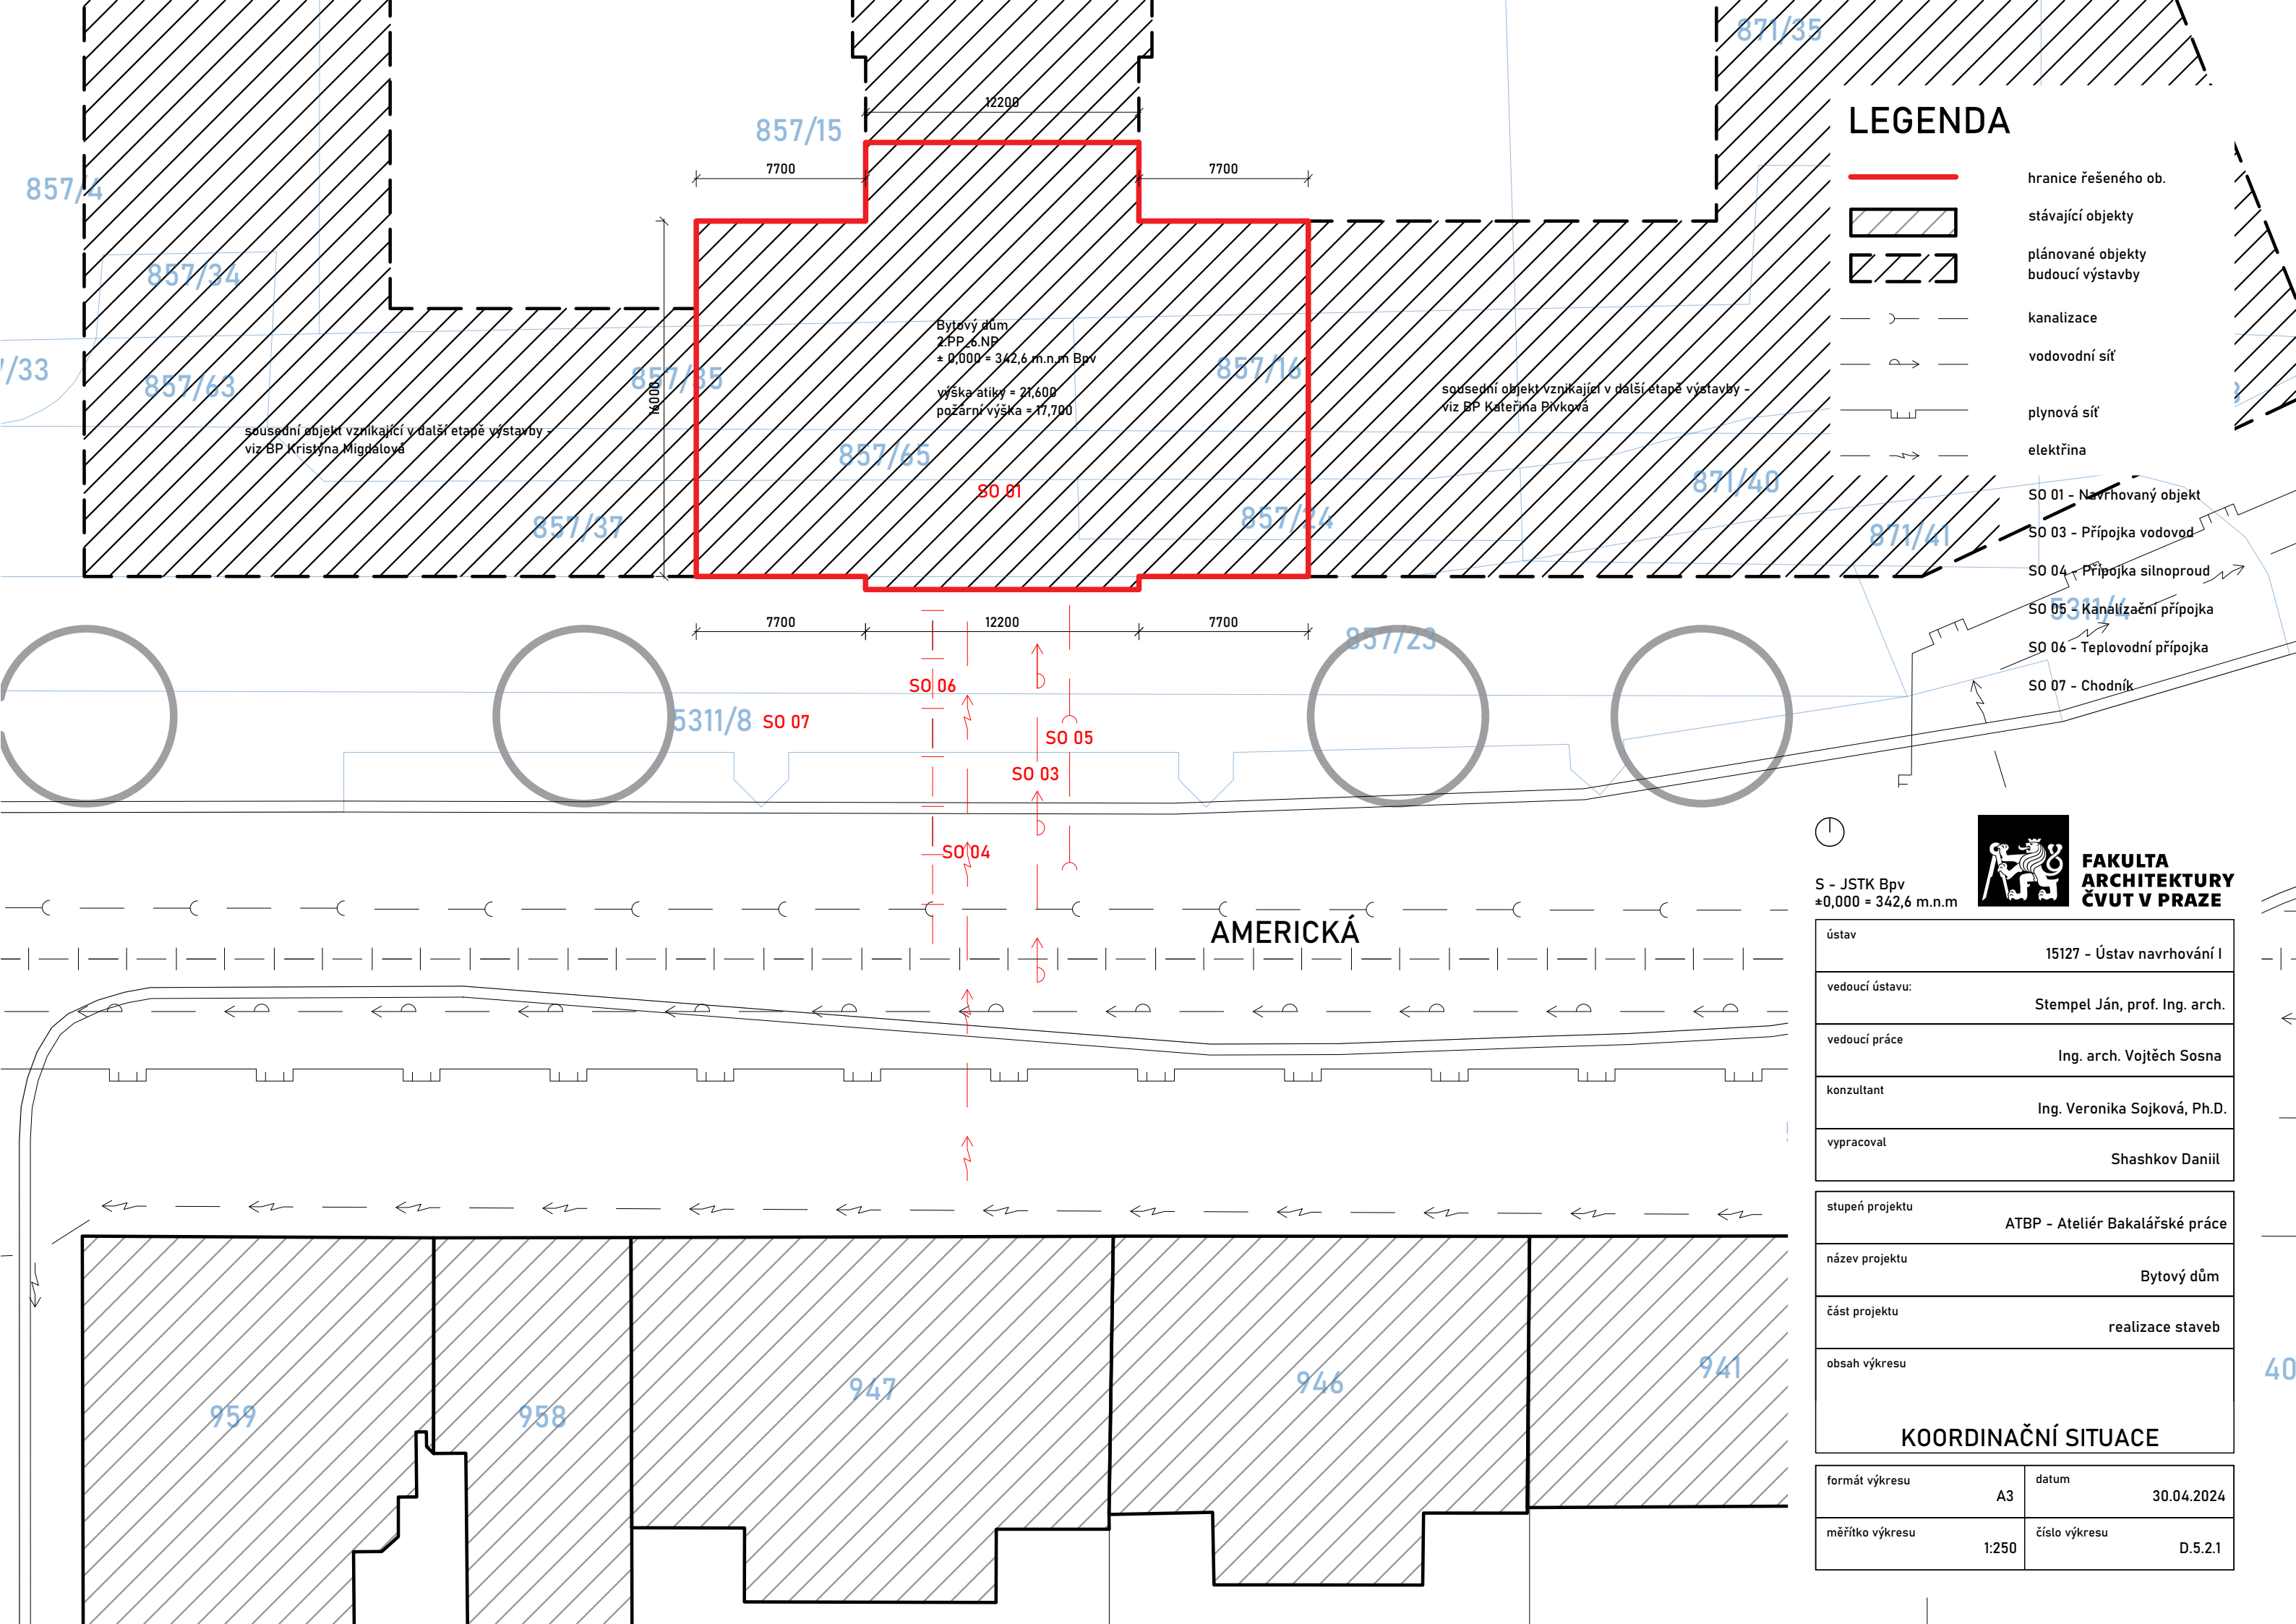 871/35
12200
857/15
7700
7700
857/4
857/34
857/33
857/63
857/35
16000
Bytový dům
2.PP_6.NP
± 0,000 = 342,6 m.n.m Bpv
výška atiky = 21,600
požární výška = 17,700
857/16
sousední objekt vznikající v další etapě výstavby -
viz BP Kateřina Pívková
sousední objekt vznikající v další etapě výstavby -
viz BP Kristýna Migdalová
857/65
SO 01
857/37
857/24
871/40
871/41
LEGENDA
hranice řešeného ob.
stávající objekty
plánované objekty
budoucí výstavby
kanalizace
vodovodní síť
plynová síť
elektřina
SO 01 - Navrhovaný objekt
SO 03 - Přípojka vodovod
SO 04 - Přípojka silnoproud
SO 05 - Kanalizační přípojka
SO 06 - Teplovodní přípojka
SO 07 - Chodník
5311/4
7700
12200
7700
857/23
SO 06
5311/8
SO 07
SO 05
SO 03
SO 04
AMERICKÁ
S - JSTK Bpv
±0,000 = 342,6 m.n.m
FAKULTA
ARCHITEKTURY
ČVUT V PRAZE
ústav
15127 - Ústav navrhování I
vedoucí ústavu:
Stempel Ján, prof. Ing. arch.
vedoucí práce
Ing. arch. Vojtěch Sosna
konzultant
Ing. Veronika Sojková, Ph.D.
vypracoval
Shashkov Daniil
stupeň projektu
ATBP - Ateliér Bakalářské práce
název projektu
Bytový dům
část projektu
realizace staveb
obsah výkresu
KOORDINAČNÍ SITUACE
formát výkresu
A3
datum
30.04.2024
měřítko výkresu
1:250
číslo výkresu
D.5.2.1
959
958
947
946
941
40